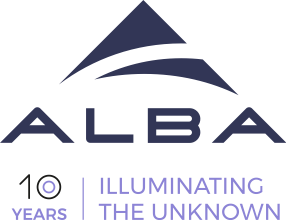 ALBA
10 YEARS
ILLUMINATING
THE UNKNOWN